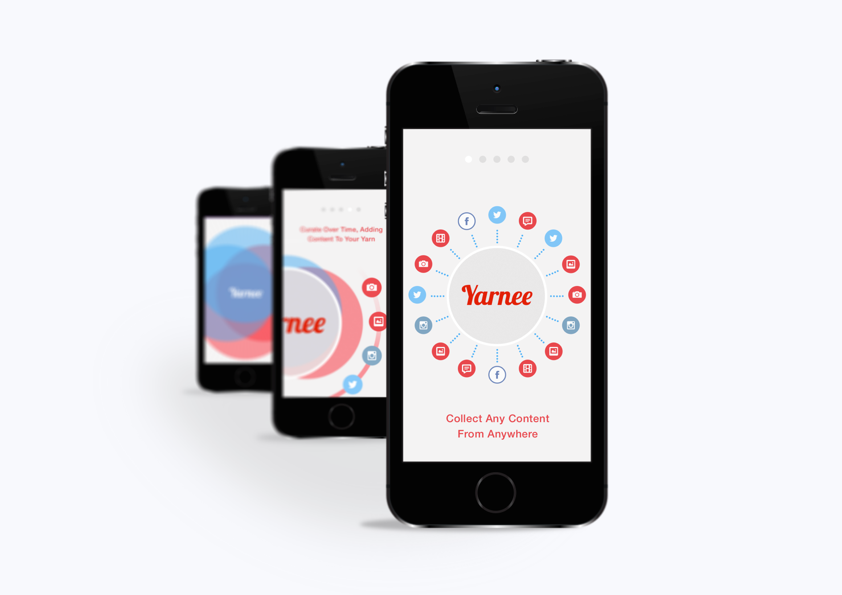 Yarnee
Curate Over Time, Adding
Content To Your Yarn
rnee
Yarnee
Collect Any Content
From Anywhere